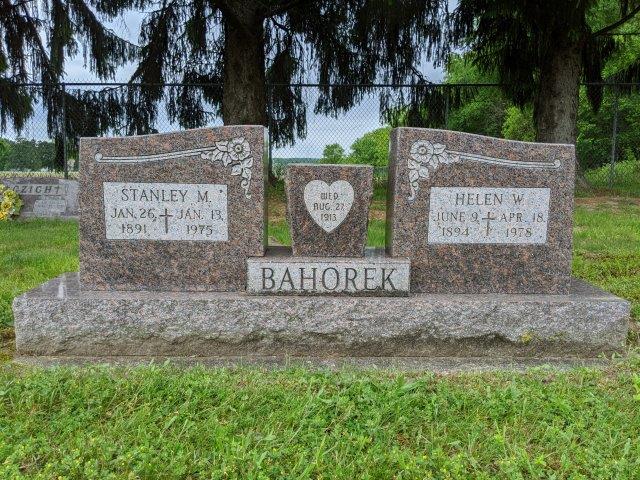 STANLEY M.
JAN. 26 JAN. 13,
1891 1975
WED.
AUG. 27,
1913
HELEN W.
JUNE 9 APR. 18,
1894 1978
BAHOREK